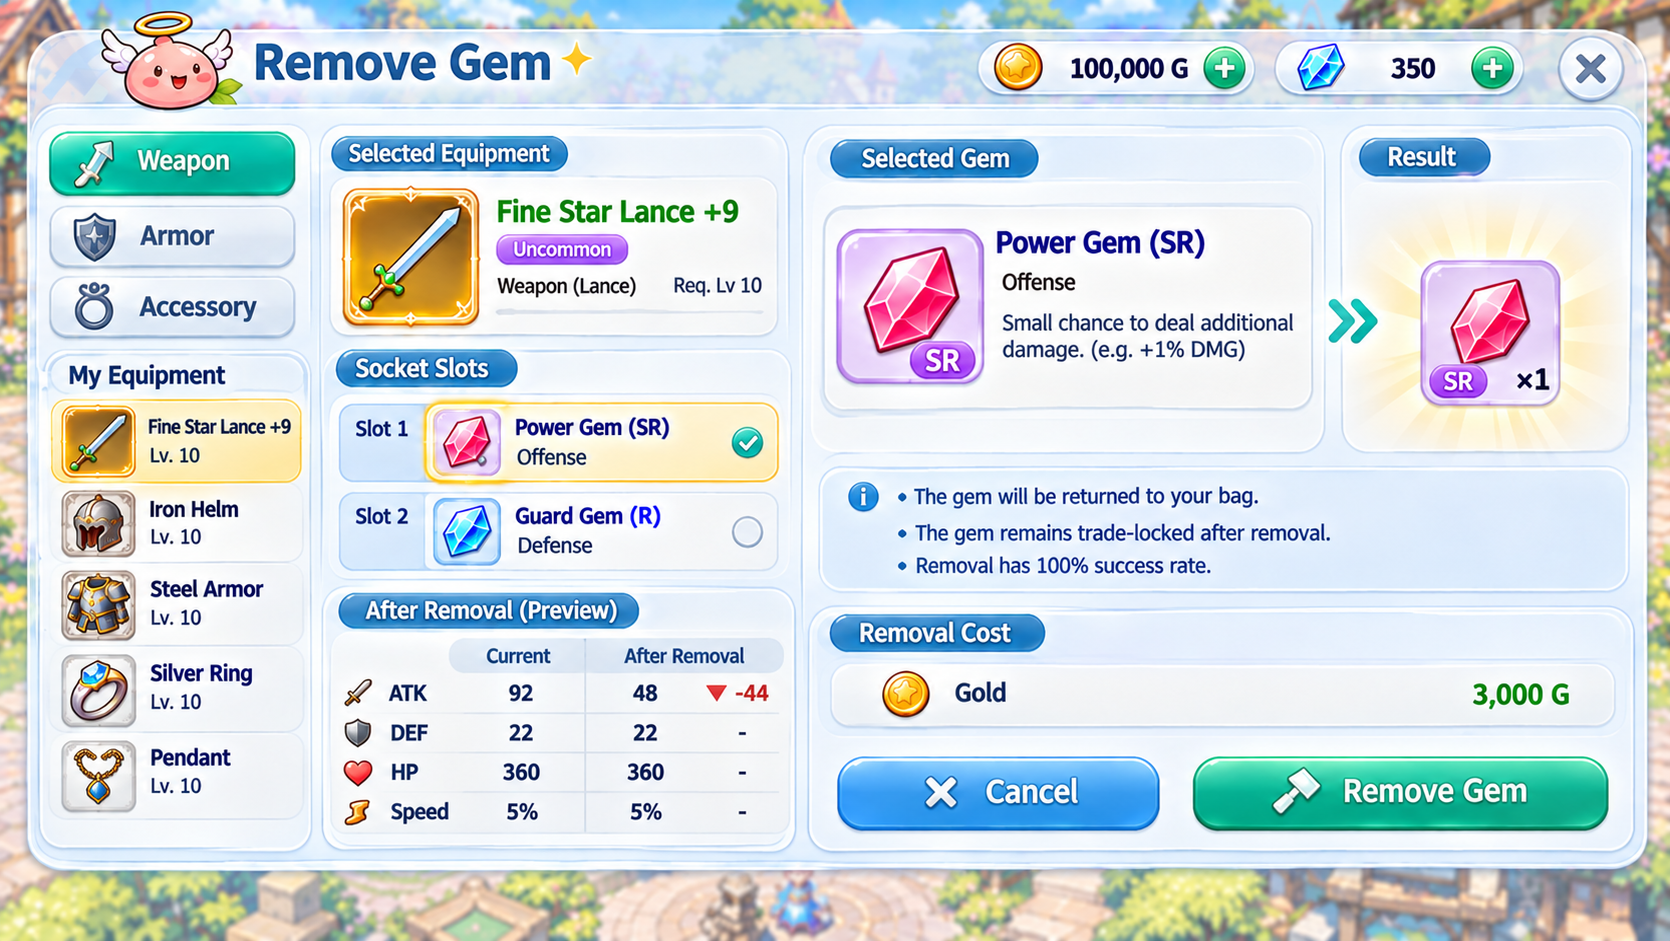 Remove Gem
100,000 G
350
Weapon
Armor
Accessory
My Equipment
Fine Star Lance +9
Lv. 10
Iron Helm
Lv. 10
Steel Armor
Lv. 10
Silver Ring
Lv. 10
Pendant
Lv. 10
Selected Equipment
Fine Star Lance +9
Uncommon
Weapon (Lance) Req. Lv 10
Socket Slots
Slot 1 Power Gem (SR)
Offense
Slot 2 Guard Gem (R)
Defense
After Removal (Preview)
Current After Removal
ATK 92 48 ▼ -44
DEF 22 22 -
HP 360 360 -
Speed 5% 5% -
Selected Gem
Power Gem (SR)
Offense
Small chance to deal additional
damage. (e.g. +1% DMG)
SR
Result
SR ×1
• The gem will be returned to your bag.
• The gem remains trade-locked after removal.
• Removal has 100% success rate.
Removal Cost
Gold 3,000 G
Cancel
Remove Gem